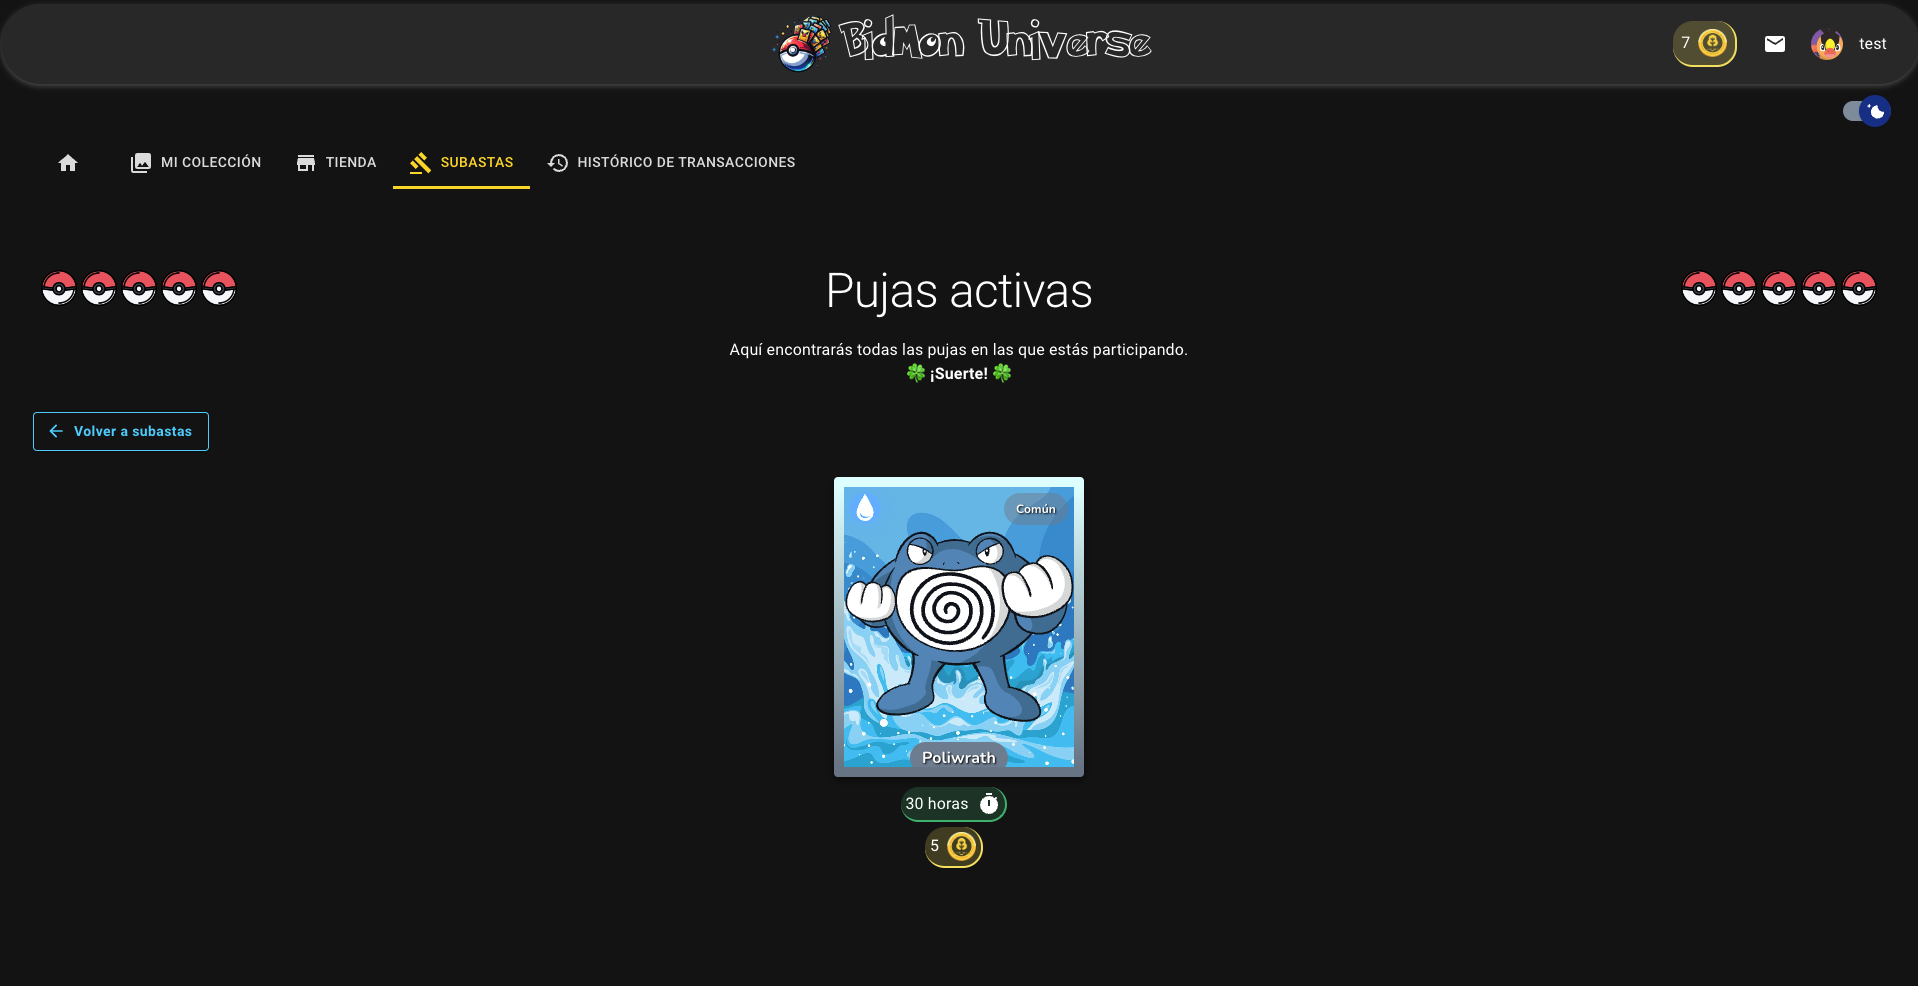 BidMon Universe
7
test
MI COLECCIÓN
TIENDA
SUBASTAS
HISTÓRICO DE TRANSACCIONES
Pujas activas
Aquí encontrarás todas las pujas en las que estás participando.
🍀 ¡Suerte! 🍀
Volver a subastas
Común
Poliwrath
30 horas
5